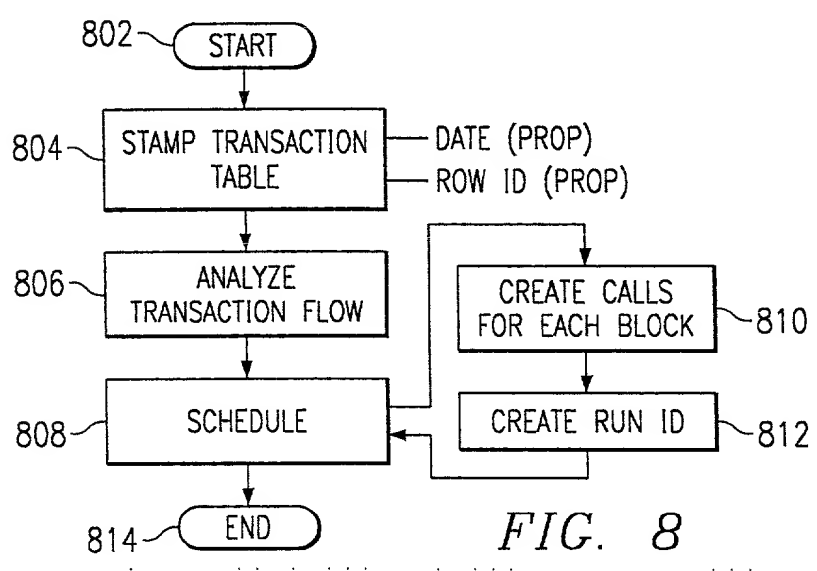 802
START
804
STAMP TRANSACTION
TABLE
DATE (PROP)
ROW ID (PROP)
806
ANALYZE
TRANSACTION FLOW
CREATE CALLS
FOR EACH BLOCK
810
808
SCHEDULE
CREATE RUN ID
812
814
END
FIG. 8